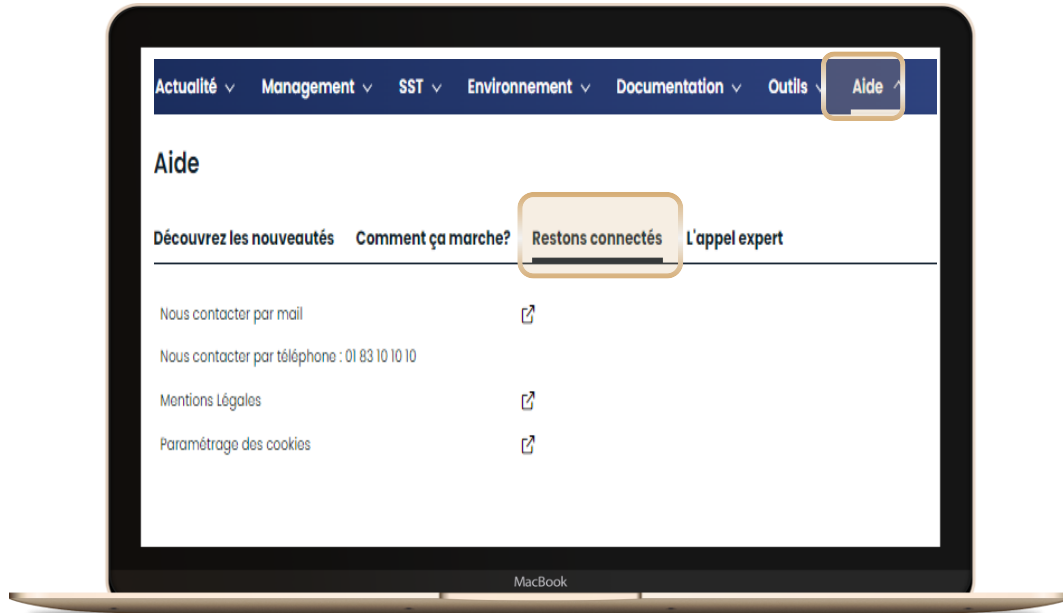 Actualité Management SST Environnement Documentation Outils Aide
Aide
Découvrez les nouveautés Comment ça marche? Restons connectés L'appel expert
Nous contacter par mail
Nous contacter par téléphone : 01 83 10 10 10
Mentions Légales
Paramétrage des cookies
MacBook